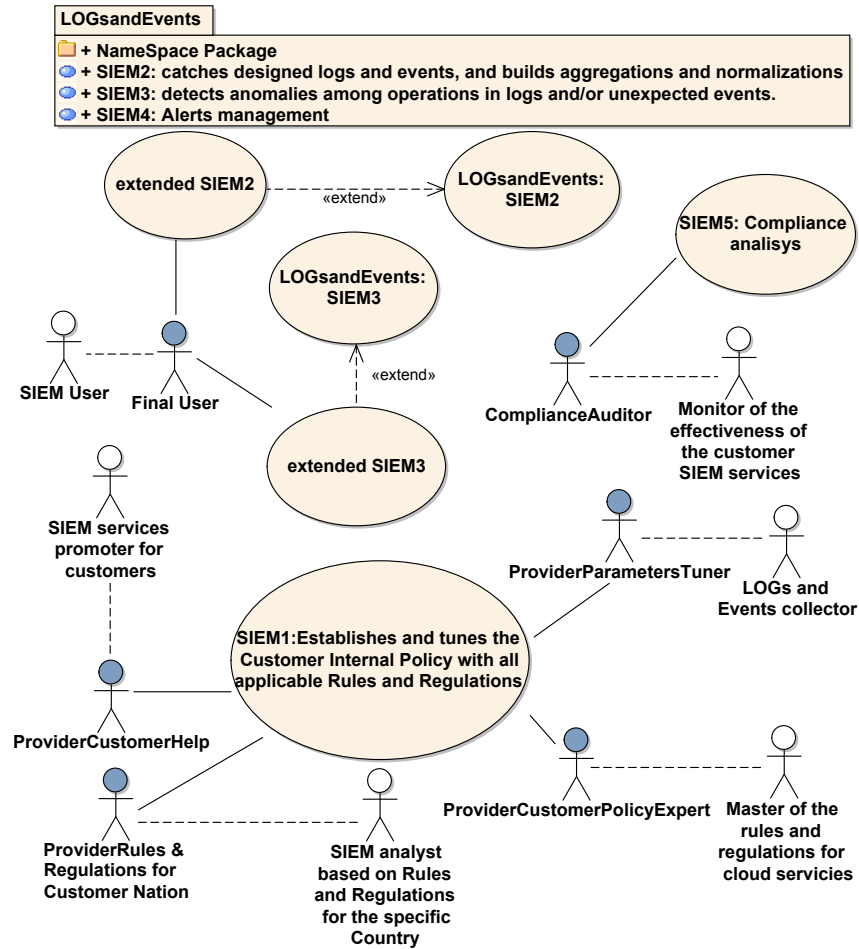 LOGsandEvents
+ NameSpace Package
+ SIEM2: catches designed logs and events, and builds aggregations and normalizations
+ SIEM3: detects anomalies among operations in logs and/or unexpected events.
+ SIEM4: Alerts management
extended SIEM2
«extend»
LOGsandEvents:
SIEM2
SIEM5: Compliance
analisys
LOGsandEvents:
SIEM3
«extend»
SIEM User
Final User
ComplianceAuditor
Monitor of the
effectiveness of
the customer
SIEM services
extended SIEM3
SIEM services
promoter for
customers
ProviderParametersTuner
LOGs and
Events collector
SIEM1:Establishes and tunes the
Customer Internal Policy with all
applicable Rules and Regulations
ProviderCustomerHelp
ProviderCustomerPolicyExpert
Master of the
rules and
regulations for
cloud servicies
ProviderRules &
Regulations for
Customer Nation
SIEM analyst
based on Rules
and Regulations
for the specific
Country